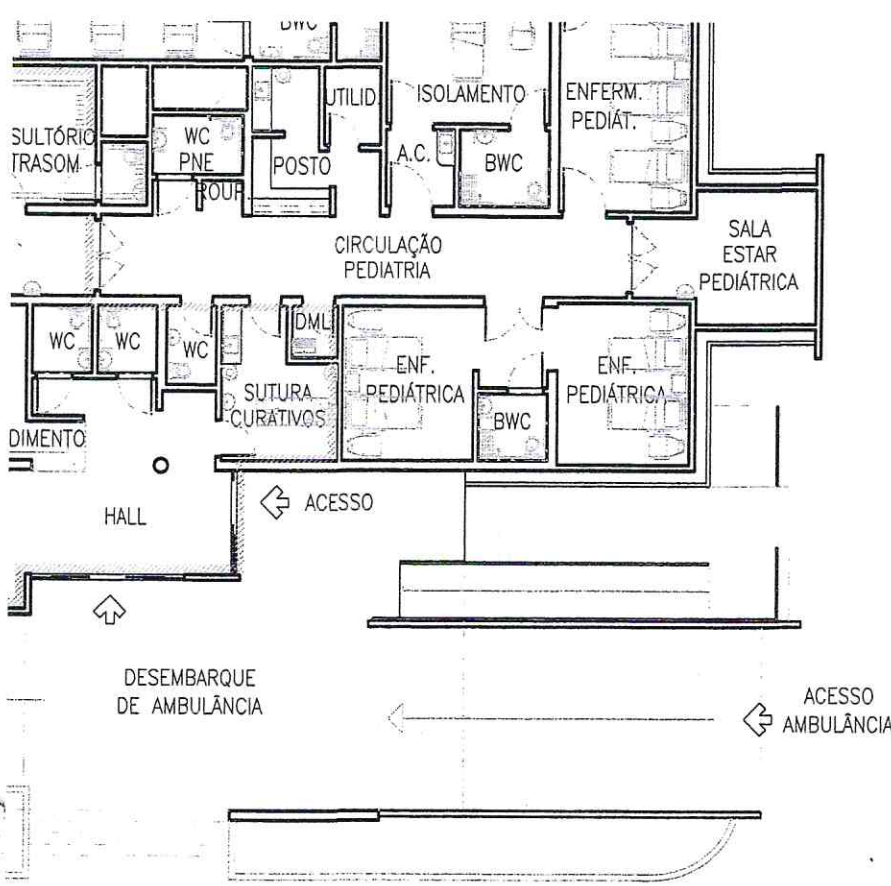 BWC
UTILID.
ISOLAMENTO
ENFERM.
PEDIÁT.
SULTÓRIO
TRASOM
WC
PNE
POSTO
A.C.
BWC
ROUP
CIRCULAÇÃO
PEDIATRIA
SALA
ESTAR
PEDIÁTRICA
WC
WC
WC
DML
SUTURA
CURATIVOS
ENF.
PEDIÁTRICA
BWC
ENF.
PEDIÁTRICA
DIMENTO
HALL
ACESSO
DESEMBARQUE
DE AMBULÂNCIA
ACESSO
AMBULÂNCIA